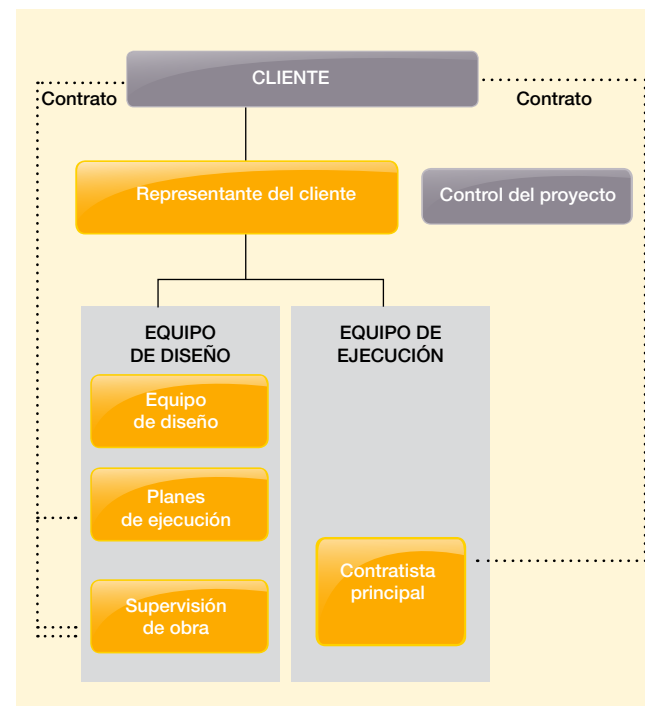 CLIENTE
Contrato
Contrato
Representante del cliente
Control del proyecto
EQUIPO
DE DISEÑO
EQUIPO DE
EJECUCIÓN
Equipo
de diseño
Planes
de ejecución
Contratista
principal
Supervisión
de obra